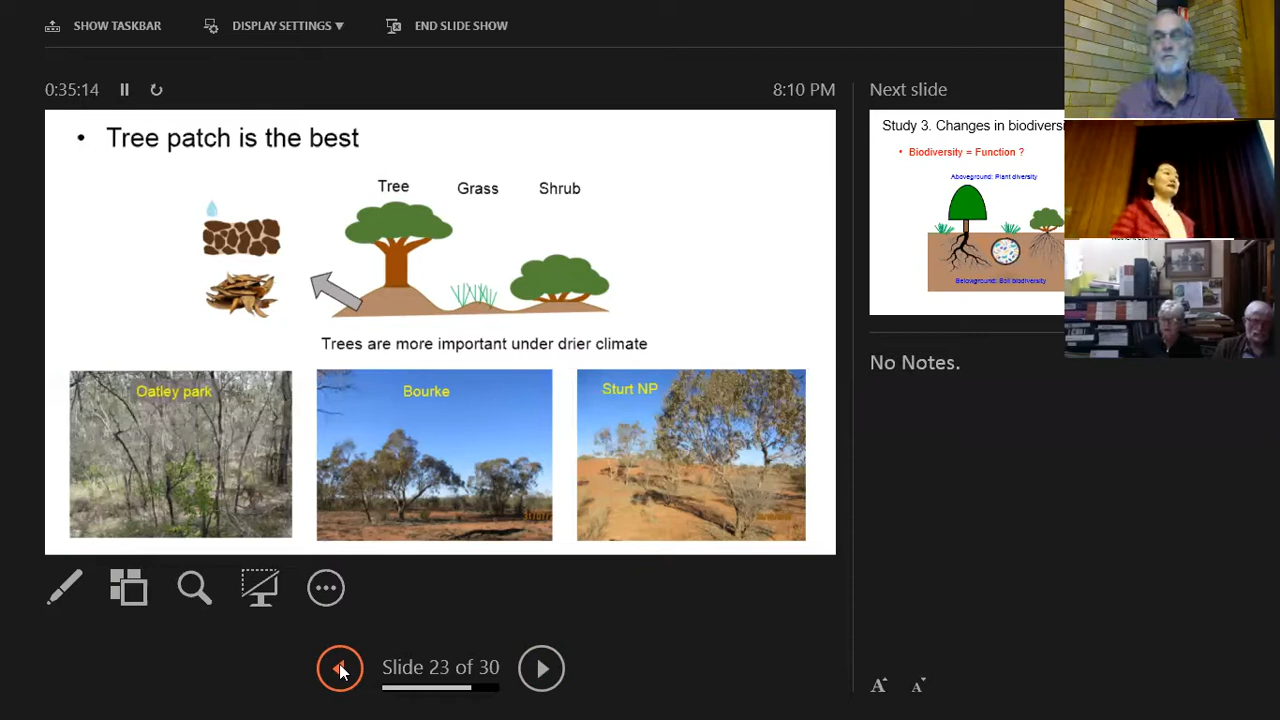 SHOW TASKBAR
DISPLAY SETTINGS
END SLIDE SHOW
0:35:14
8:10 PM
Next slide
• Tree patch is the best
Tree
Grass
Shrub
Trees are more important under drier climate
Oatley park
Bourke
Sturt NP
Study 3. Changes in biodiversi
• Biodiversity = Function ?
Aboveground: Plant diversity
Belowground: Soil biodiversity
No Notes.
Slide 23 of 30
A A